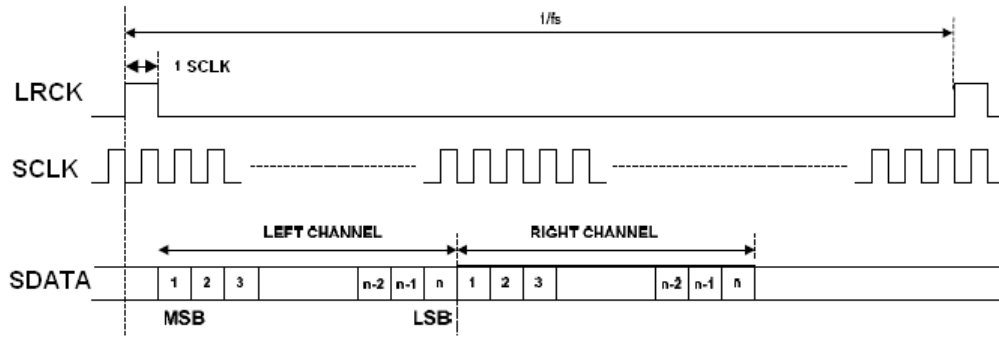 1/fs
1 SCLK
LRCK
SCLK
LEFT CHANNEL RIGHT CHANNEL
SDATA 1 2 3 n-2 n-1 n 1 2 3 n-2 n-1 n
MSB LSB